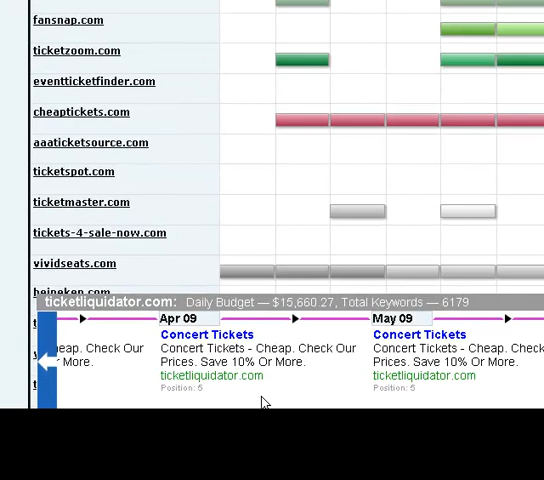 fansnap.com
ticketzoom.com
eventticketfinder.com
cheaptickets.com
aaaticketsource.com
ticketspot.com
ticketmaster.com
tickets-4-sale-now.com
vividseats.com
heineken.com
ticketliquidator.com: Daily Budget — $15,660.27, Total Keywords — 6179
Apr 09 May 09
Concert Tickets Concert Tickets
Check Our Concert Tickets - Cheap. Check Our Concert Tickets - Cheap. Check Our
or More. Prices. Save 10% Or More. Prices. Save 10% Or More.
ticketliquidator.com ticketliquidator.com
Position: 5 Position: 5